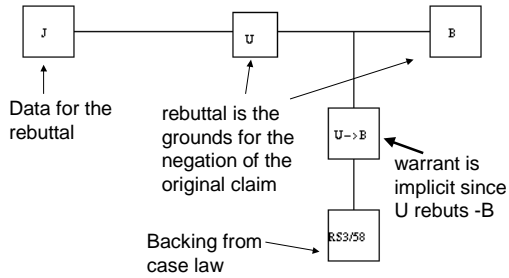 J
U
B
Data for the
rebuttal
rebuttal is the
grounds for the
negation of the
original claim
U->B
warrant is
implicit since
U rebuts -B
RS3/58
Backing from
case law